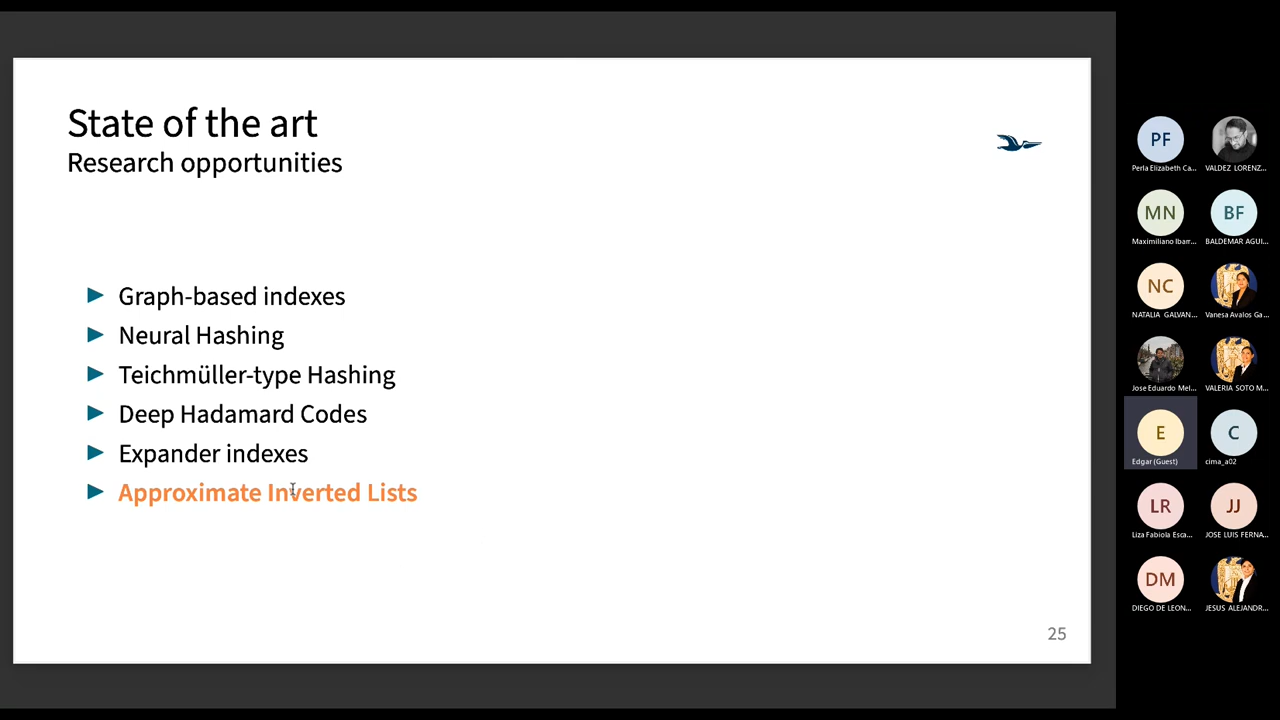 State of the art
Research opportunities
Graph-based indexes
Neural Hashing
Teichmüller-type Hashing
Deep Hadamard Codes
Expander indexes
Approximate Inverted Lists
25
PF
Perla Elizabeth Ca...
VALDEZ LORENZ...
MN
Maximiliano Ibarr...
BF
BALDEMAR AGUI...
NC
NATALIA GALVAN...
Vanesa Avalos Ga...
Jose Eduardo Mel...
VALERIA SOTO M...
E
Edgar (Guest)
C
cima_a02
LR
Liza Fabiola Esca...
JJ
JOSE LUIS FERNA...
DM
DIEGO DE LEON...
JESUS ALEJANDR...